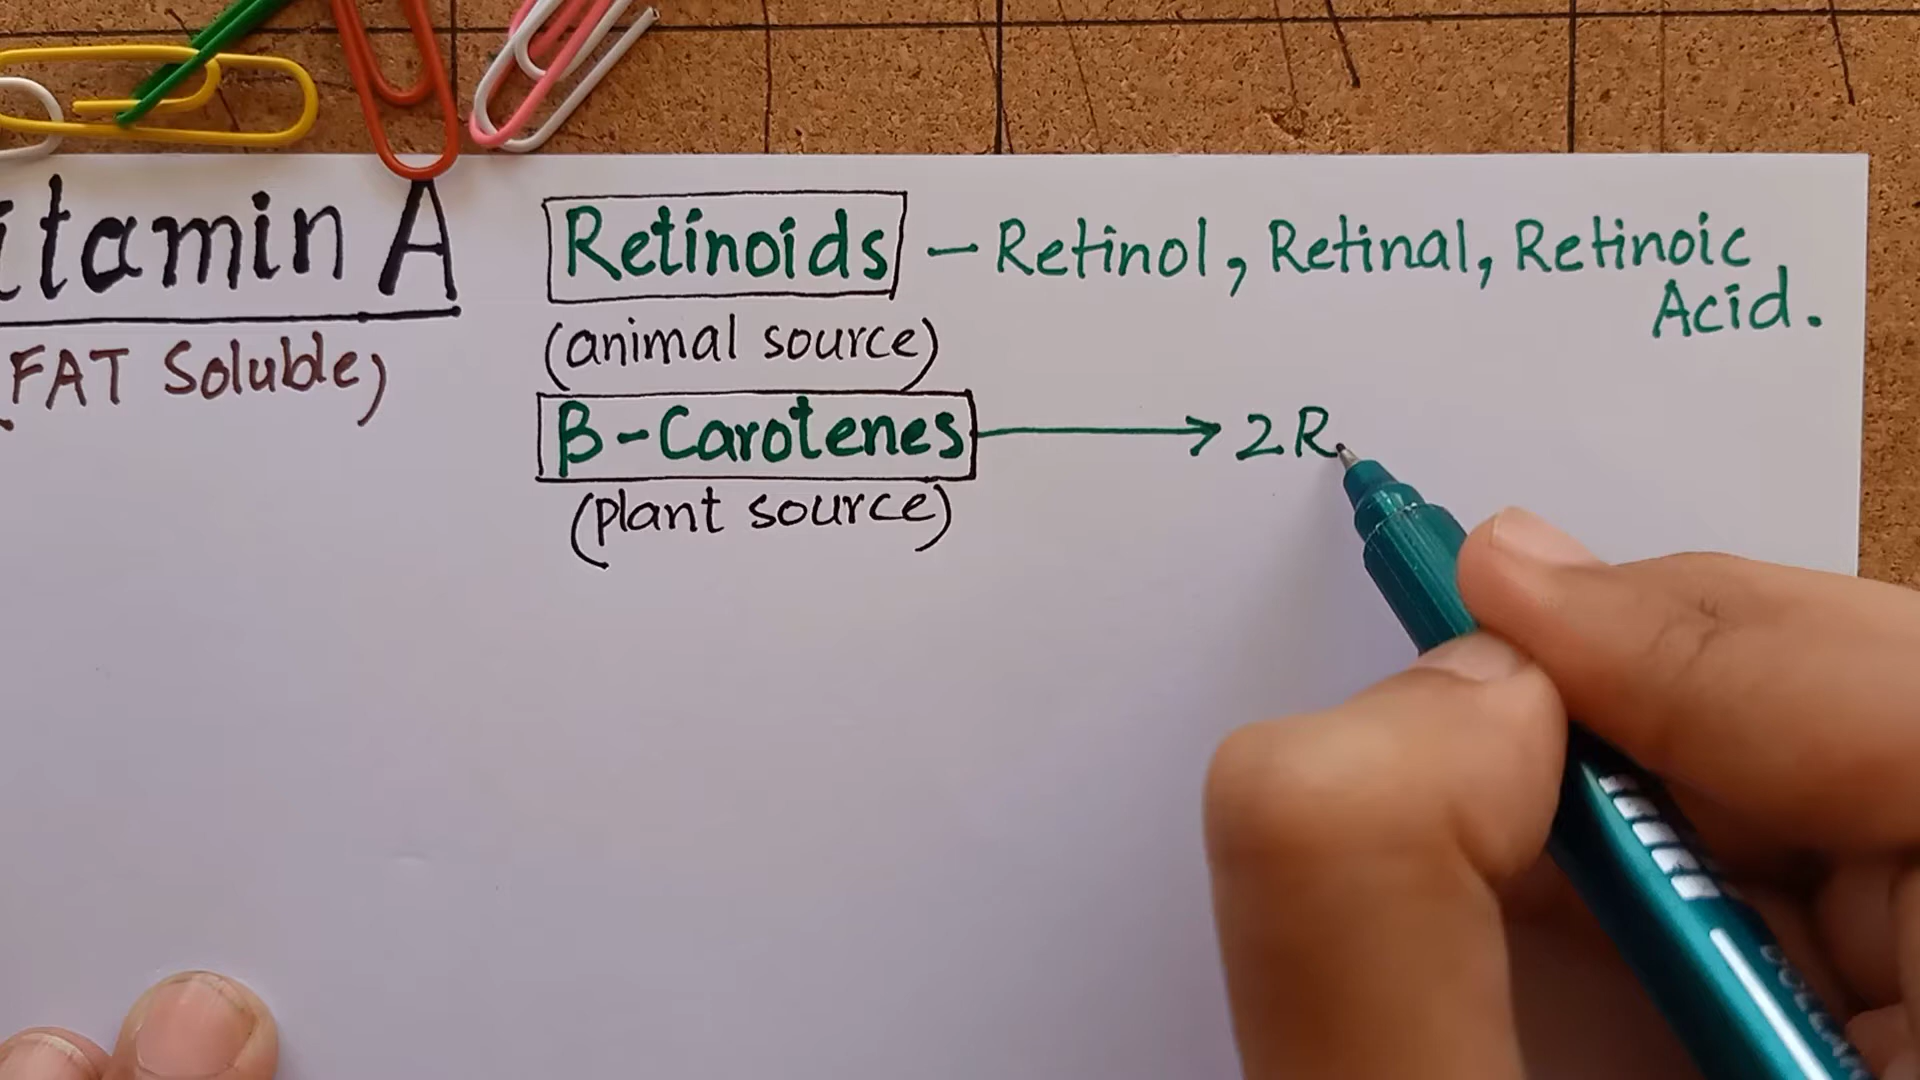 itamin A
(FAT Soluble)
Retinoids - Retinol, Retinal, Retinoic
Acid.
(animal source)
β-Carotenes → 2R
(plant source)